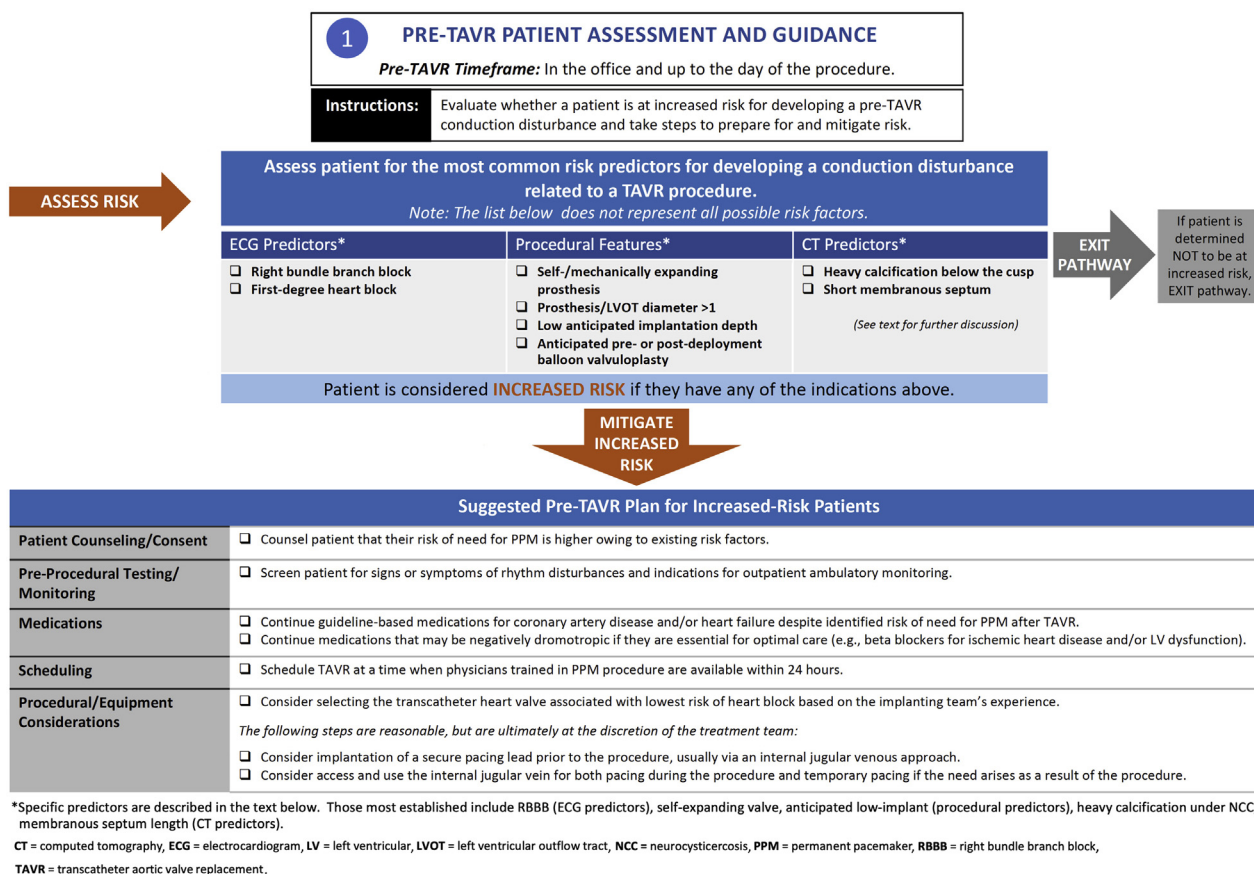 1 PRE-TAVR PATIENT ASSESSMENT AND GUIDANCE
Pre-TAVR Timeframe: In the office and up to the day of the procedure.
Instructions:
Evaluate whether a patient is at increased risk for developing a pre-TAVR
conduction disturbance and take steps to prepare for and mitigate risk.
ASSESS RISK
Assess patient for the most common risk predictors for developing a conduction disturbance
related to a TAVR procedure.
Note: The list below does not represent all possible risk factors.
ECG Predictors*
❑ Right bundle branch block
❑ First-degree heart block
Procedural Features*
❑ Self-/mechanically expanding
prosthesis
❑ Prosthesis/LVOT diameter >1
❑ Low anticipated implantation depth
❑ Anticipated pre- or post-deployment
balloon valvuloplasty
CT Predictors*
❑ Heavy calcification below the cusp
❑ Short membranous septum
(See text for further discussion)
EXIT
PATHWAY
If patient is
determined
NOT to be at
increased risk,
EXIT pathway.
Patient is considered INCREASED RISK if they have any of the indications above.
MITIGATE
INCREASED
RISK
Suggested Pre-TAVR Plan for Increased-Risk Patients
Patient Counseling/Consent
❑ Counsel patient that their risk of need for PPM is higher owing to existing risk factors.
Pre-Procedural Testing/
Monitoring
❑ Screen patient for signs or symptoms of rhythm disturbances and indications for outpatient ambulatory monitoring.
Medications
❑ Continue guideline-based medications for coronary artery disease and/or heart failure despite identified risk of need for PPM after TAVR.
❑ Continue medications that may be negatively dromotropic if they are essential for optimal care (e.g., beta blockers for ischemic heart disease and/or LV dysfunction).
Scheduling
❑ Schedule TAVR at a time when physicians trained in PPM procedure are available within 24 hours.
Procedural/Equipment
Considerations
❑ Consider selecting the transcatheter heart valve associated with lowest risk of heart block based on the implanting team's experience.
The following steps are reasonable, but are ultimately at the discretion of the treatment team:
❑ Consider implantation of a secure pacing lead prior to the procedure, usually via an internal jugular venous approach.
❑ Consider access and use the internal jugular vein for both pacing during the procedure and temporary pacing if the need arises as a result of the procedure.
*Specific predictors are described in the text below. Those most established include RBBB (ECG predictors), self-expanding valve, anticipated low-implant (procedural predictors), heavy calcification under NCC
membranous septum length (CT predictors).
CT = computed tomography, ECG = electrocardiogram, LV = left ventricular, LVOT = left ventricular outflow tract, NCC = neurocysticercosis, PPM = permanent pacemaker, RBBB = right bundle branch block,
TAVR = transcatheter aortic valve replacement.